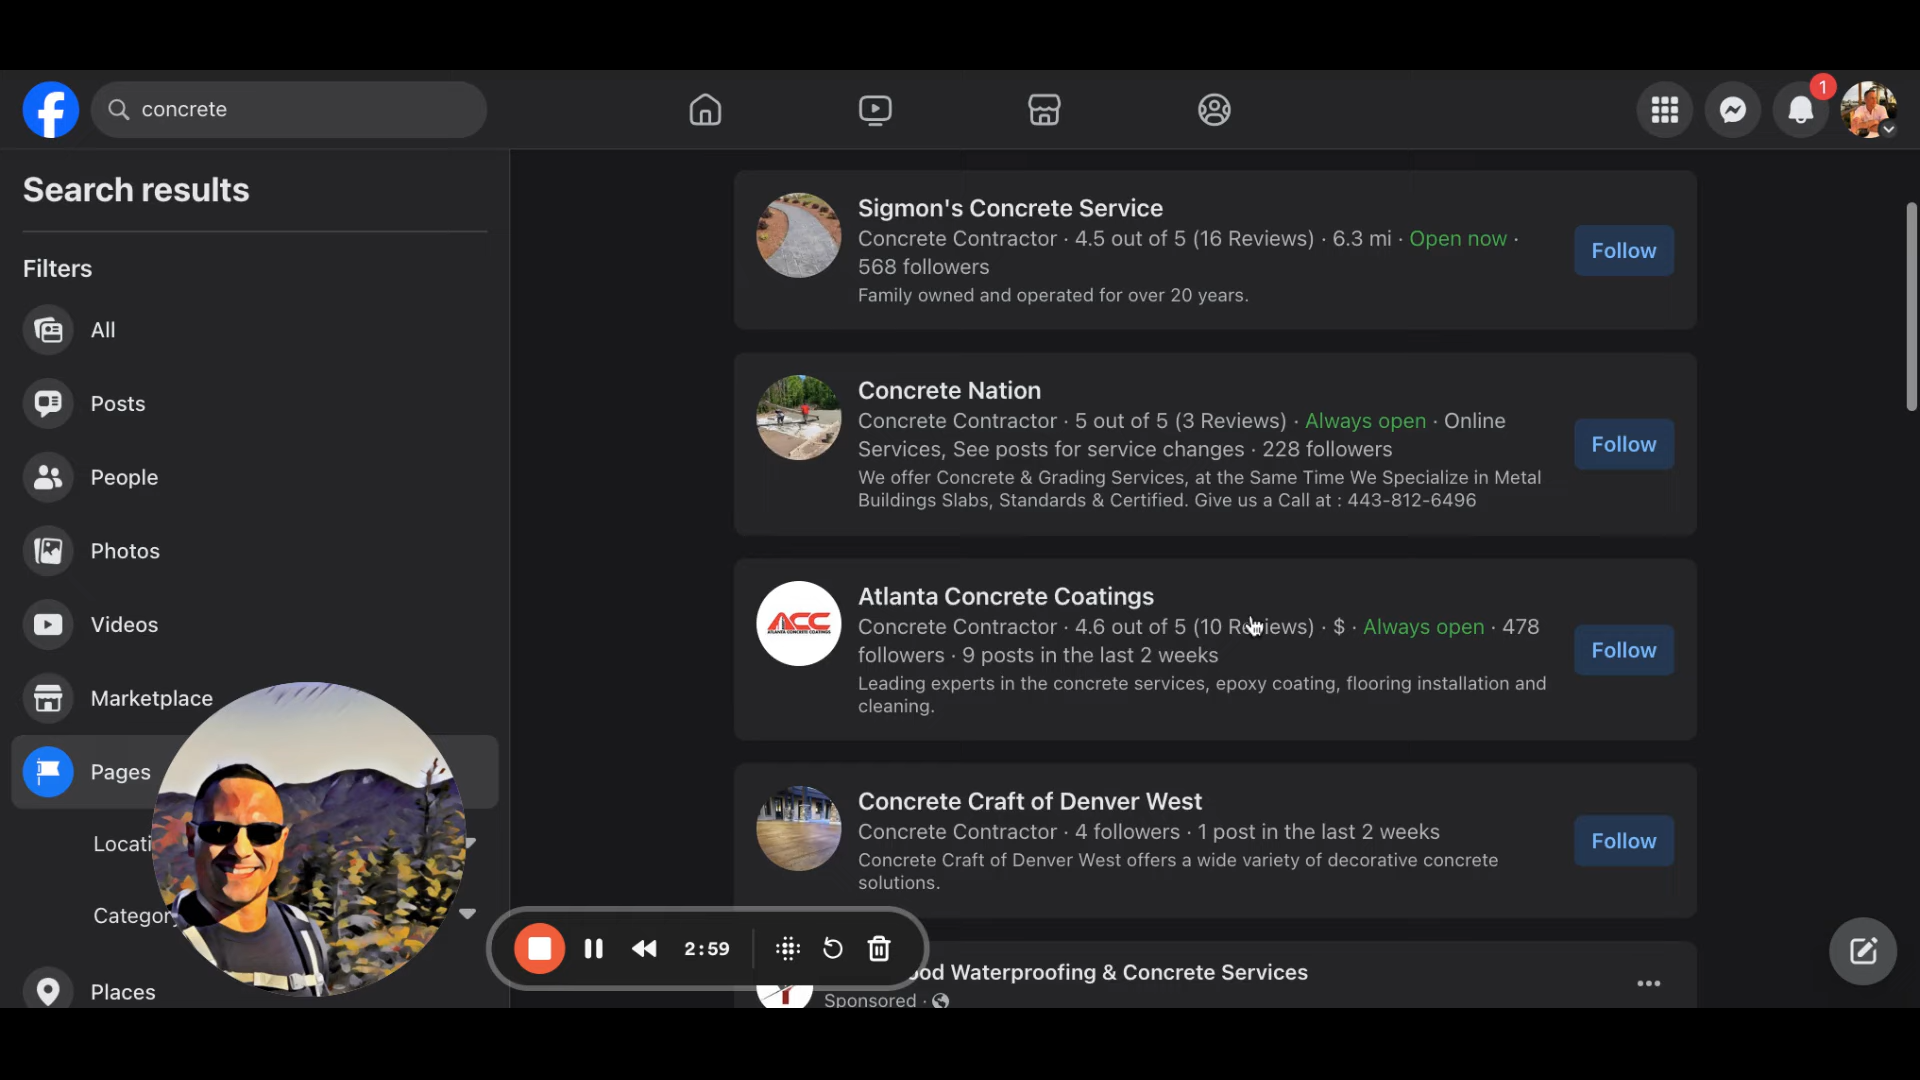 concrete
1
Search results
Filters
All
Posts
People
Photos
Videos
Marketplace
Pages
Locati
Categor
Places
Sigmon's Concrete Service
Concrete Contractor · 4.5 out of 5 (16 Reviews) · 6.3 mi · Open now ·
568 followers
Family owned and operated for over 20 years.
Follow
Concrete Nation
Concrete Contractor · 5 out of 5 (3 Reviews) · Always open · Online
Services, See posts for service changes · 228 followers
We offer Concrete & Grading Services, at the Same Time We Specialize in Metal
Buildings Slabs, Standards & Certified. Give us a Call at : 443-812-6496
Follow
ACC
ATLANTA CONCRETE COATINGS
Atlanta Concrete Coatings
Concrete Contractor · 4.6 out of 5 (10 Reviews) · $ · Always open · 478
followers · 9 posts in the last 2 weeks
Leading experts in the concrete services, epoxy coating, flooring installation and
cleaning.
Follow
Concrete Craft of Denver West
Concrete Contractor · 4 followers · 1 post in the last 2 weeks
Concrete Craft of Denver West offers a wide variety of decorative concrete
solutions.
Follow
2:59
od Waterproofing & Concrete Services
Sponsored ·